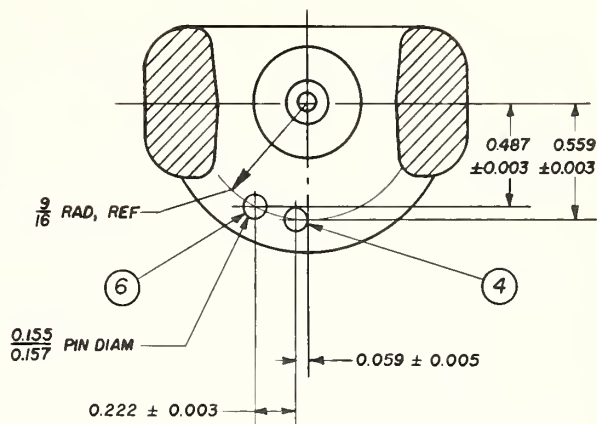 0.487 0.559
±0.003 ±0.003
9/16 RAD, REF
6
4
0.155/0.157 PIN DIAM
0.059 ± 0.005
0.222 ± 0.003